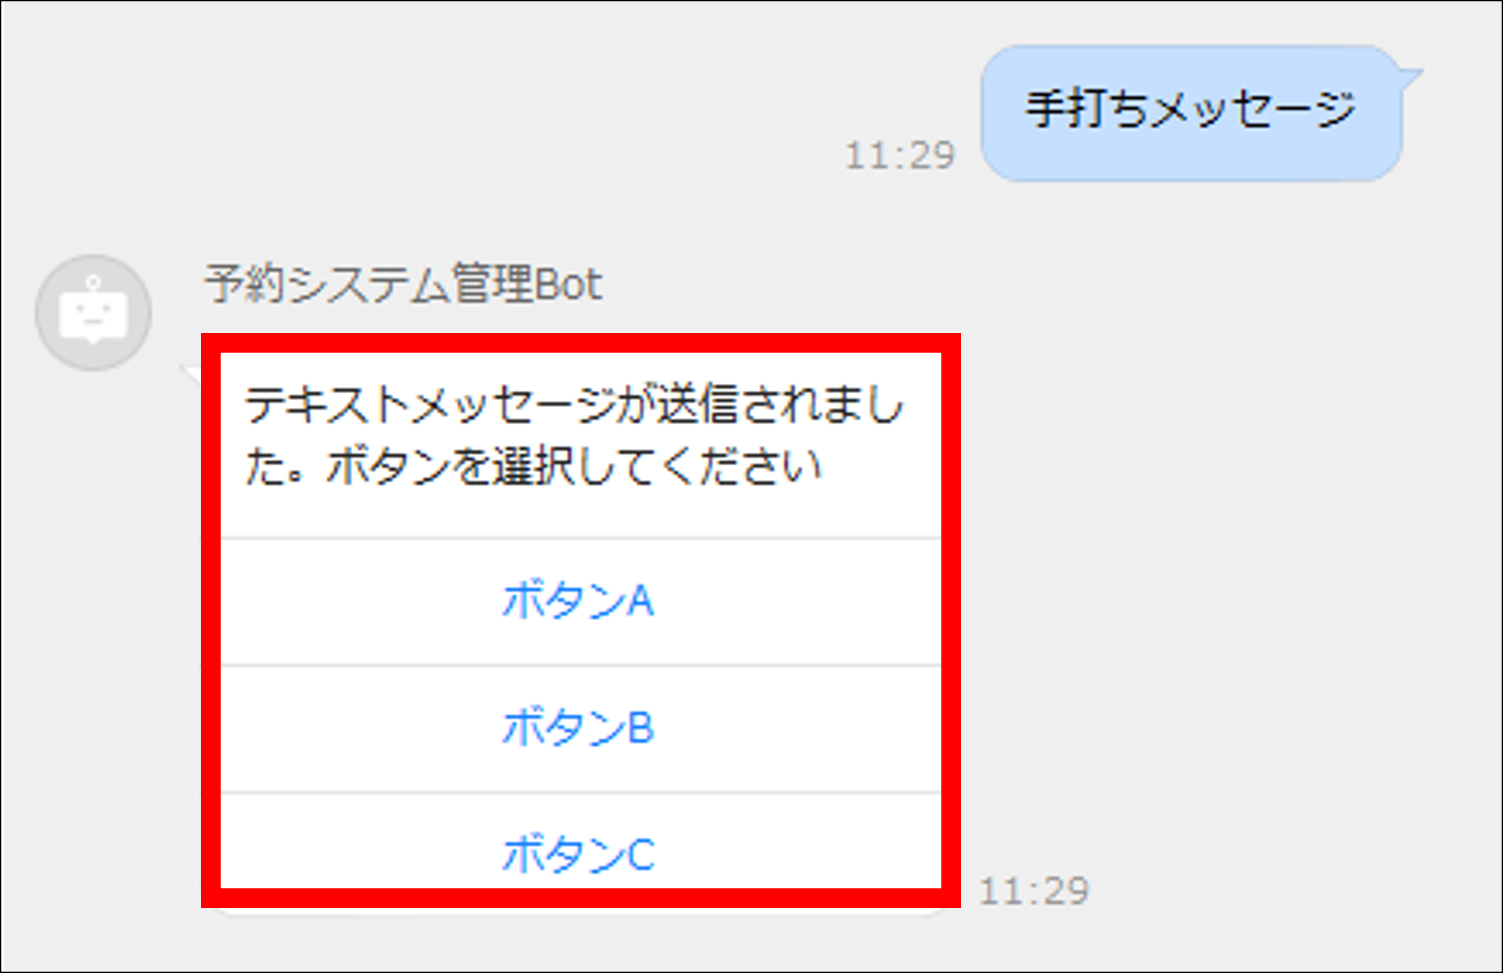 手打ちメッセージ
11:29
予約システム管理Bot
テキストメッセージが送信されまし
た。ボタンを選択してください
ボタンA
ボタンB
ボタンC
11:29